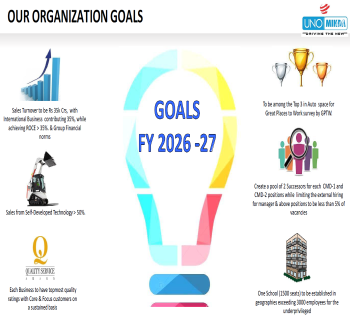 OUR ORGANIZATION GOALS
UNO MINDA
DRIVING THE NEW
GOALS
FY 2026 -27
Sales Turnover to be Rs 35k Crs, with
International Business contributing 35%, while
achieving ROCE > 35%. & Group Financial
norms
To be among the Top 3 in Auto space for
Great Places to Work survey by GPTW
Sales from Self-Developed Technology > 50%
Create a pool of 2 Successors for each CMD-1 and
CMD-2 positions while limiting the external hiring
for manager & above positions to be less than 5% of
vacancies
Q
QUALITY SERVICE
AWARD
Each Business to have topmost quality
ratings with Core & Focus customers on
a sustained basis
One School (1500 seats) to be established in
geographies exceeding 3000 employees for the
underprivileged